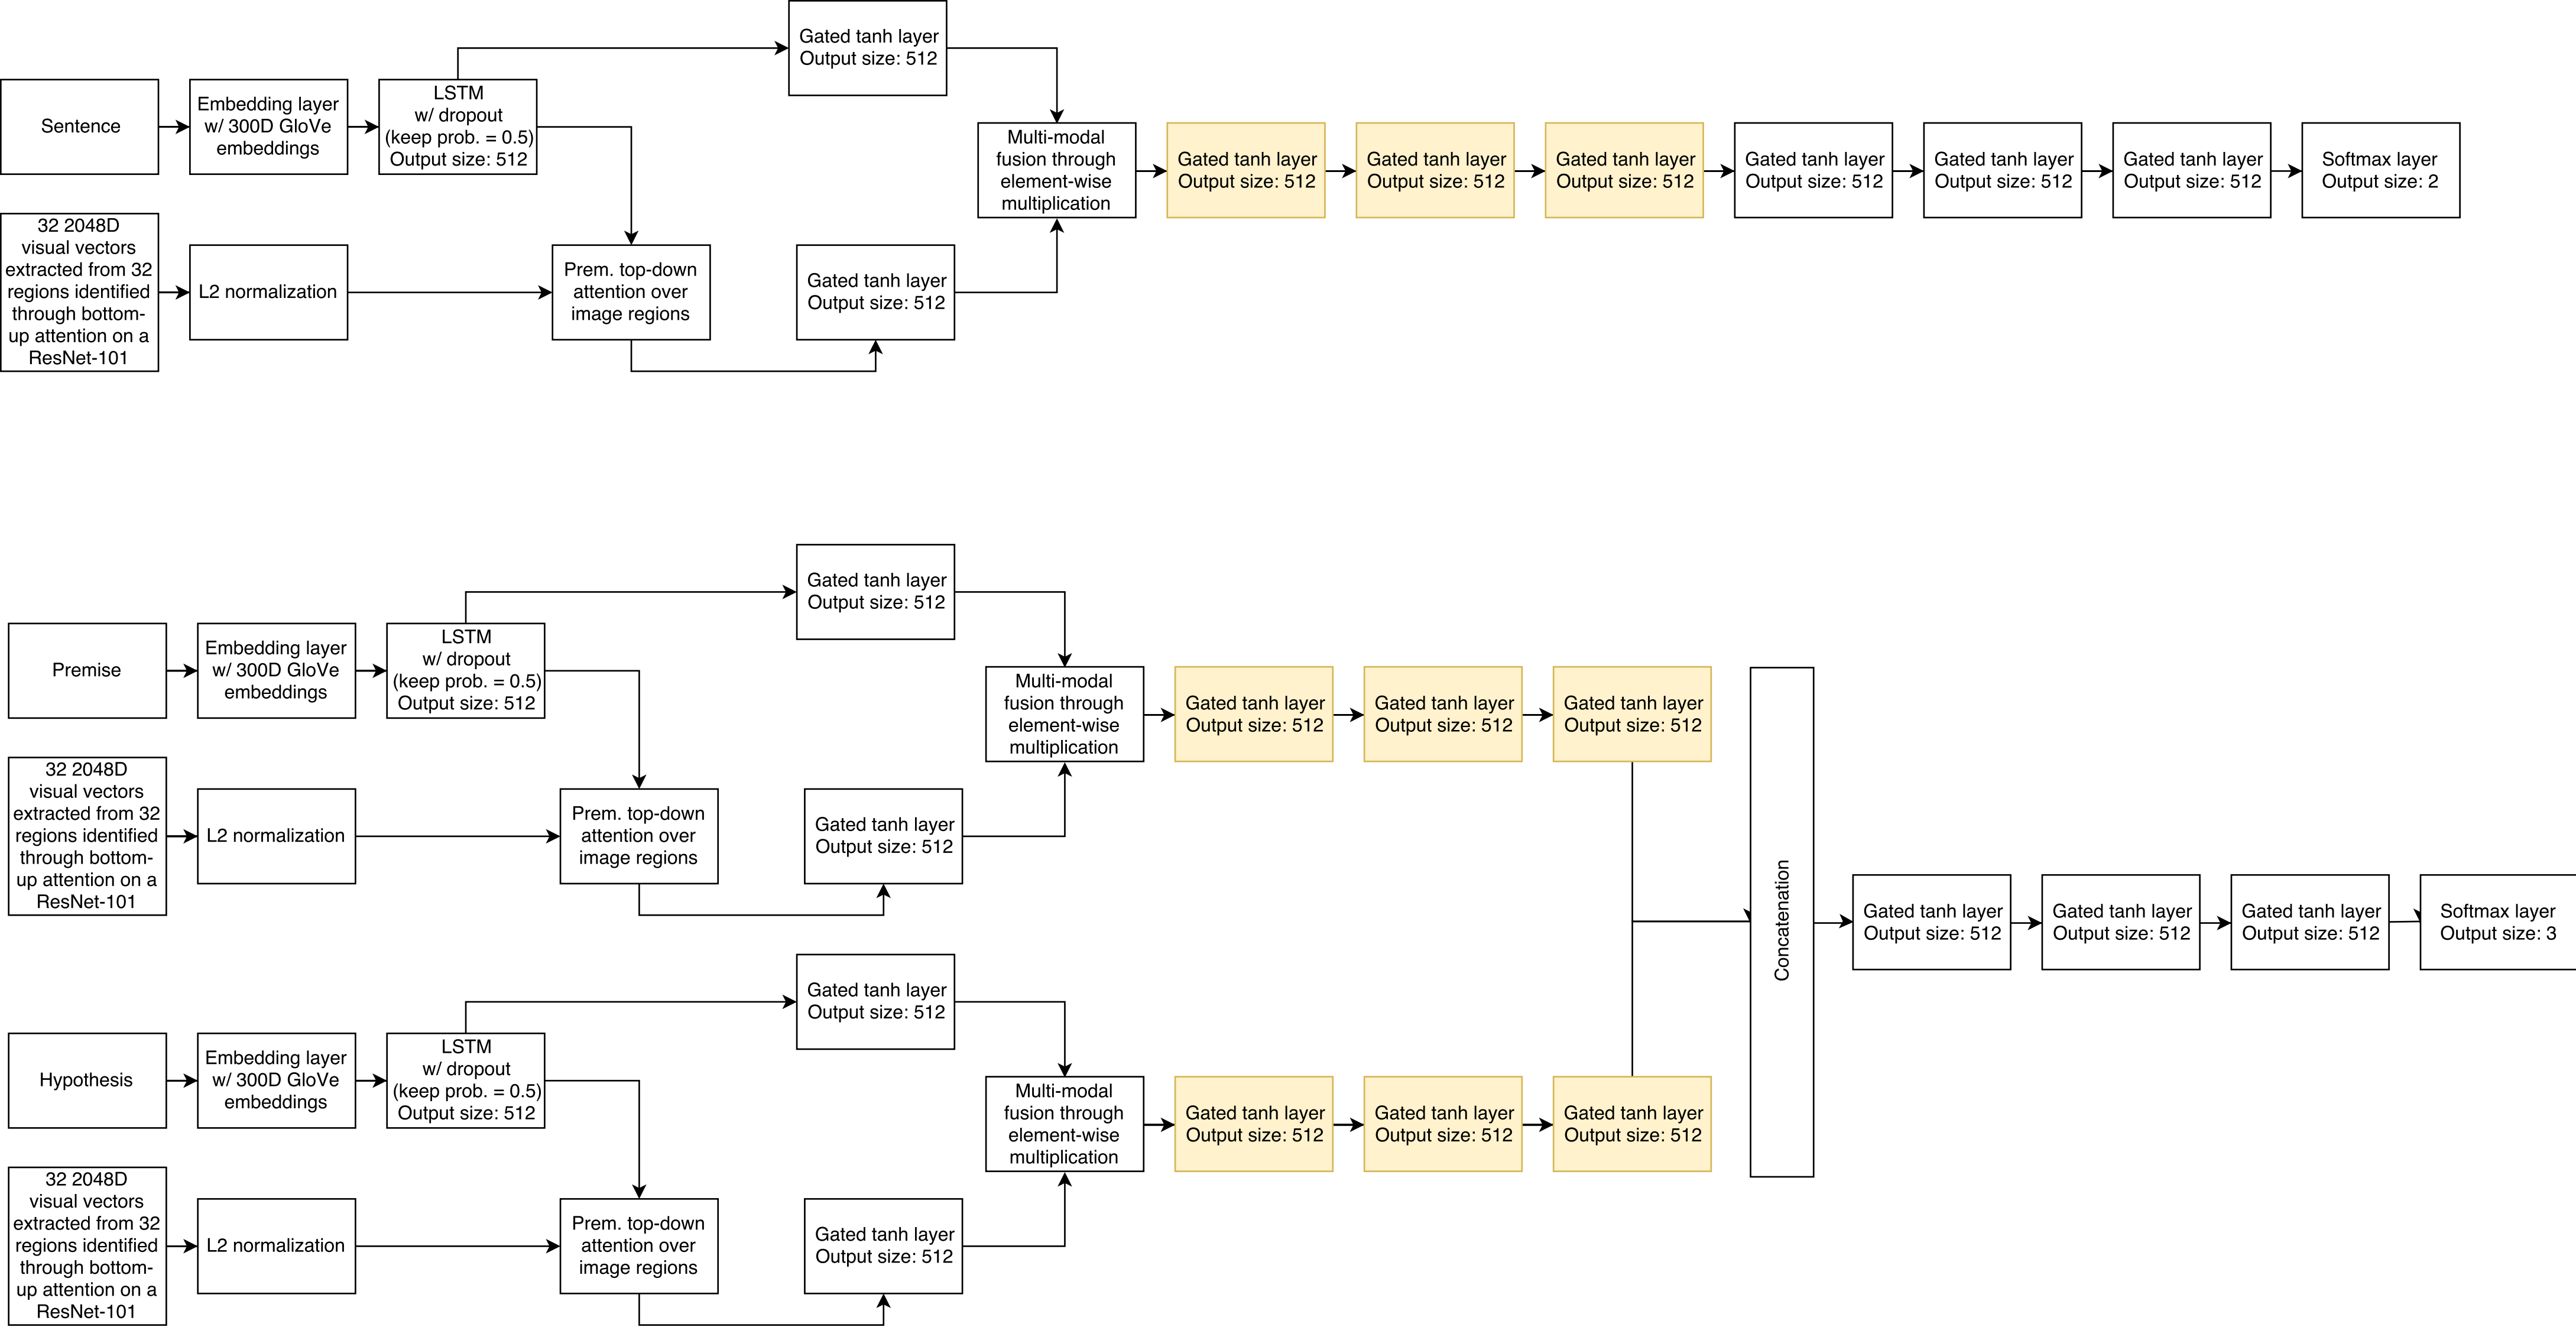 Gated tanh layer
Output size: 512
Sentence
Embedding layer
w/ 300D GloVe
embeddings
LSTM
w/ dropout
(keep prob. = 0.5)
Output size: 512
Multi-modal
fusion through
element-wise
multiplication
Gated tanh layer
Output size: 512
Gated tanh layer
Output size: 512
Gated tanh layer
Output size: 512
Gated tanh layer
Output size: 512
Gated tanh layer
Output size: 512
Gated tanh layer
Output size: 512
Softmax layer
Output size: 2
32 2048D
visual vectors
extracted from 32
regions identified
through bottom-
up attention on a
ResNet-101
L2 normalization
Prem. top-down
attention over
image regions
Gated tanh layer
Output size: 512
Gated tanh layer
Output size: 512
Premise
Embedding layer
w/ 300D GloVe
embeddings
LSTM
w/ dropout
(keep prob. = 0.5)
Output size: 512
Multi-modal
fusion through
element-wise
multiplication
Gated tanh layer
Output size: 512
Gated tanh layer
Output size: 512
Gated tanh layer
Output size: 512
32 2048D
visual vectors
extracted from 32
regions identified
through bottom-
up attention on a
ResNet-101
L2 normalization
Prem. top-down
attention over
image regions
Gated tanh layer
Output size: 512
Concatenation
Gated tanh layer
Output size: 512
Gated tanh layer
Output size: 512
Gated tanh layer
Output size: 512
Softmax layer
Output size: 3
Gated tanh layer
Output size: 512
Hypothesis
Embedding layer
w/ 300D GloVe
embeddings
LSTM
w/ dropout
(keep prob. = 0.5)
Output size: 512
Multi-modal
fusion through
element-wise
multiplication
Gated tanh layer
Output size: 512
Gated tanh layer
Output size: 512
Gated tanh layer
Output size: 512
32 2048D
visual vectors
extracted from 32
regions identified
through bottom-
up attention on a
ResNet-101
L2 normalization
Prem. top-down
attention over
image regions
Gated tanh layer
Output size: 512